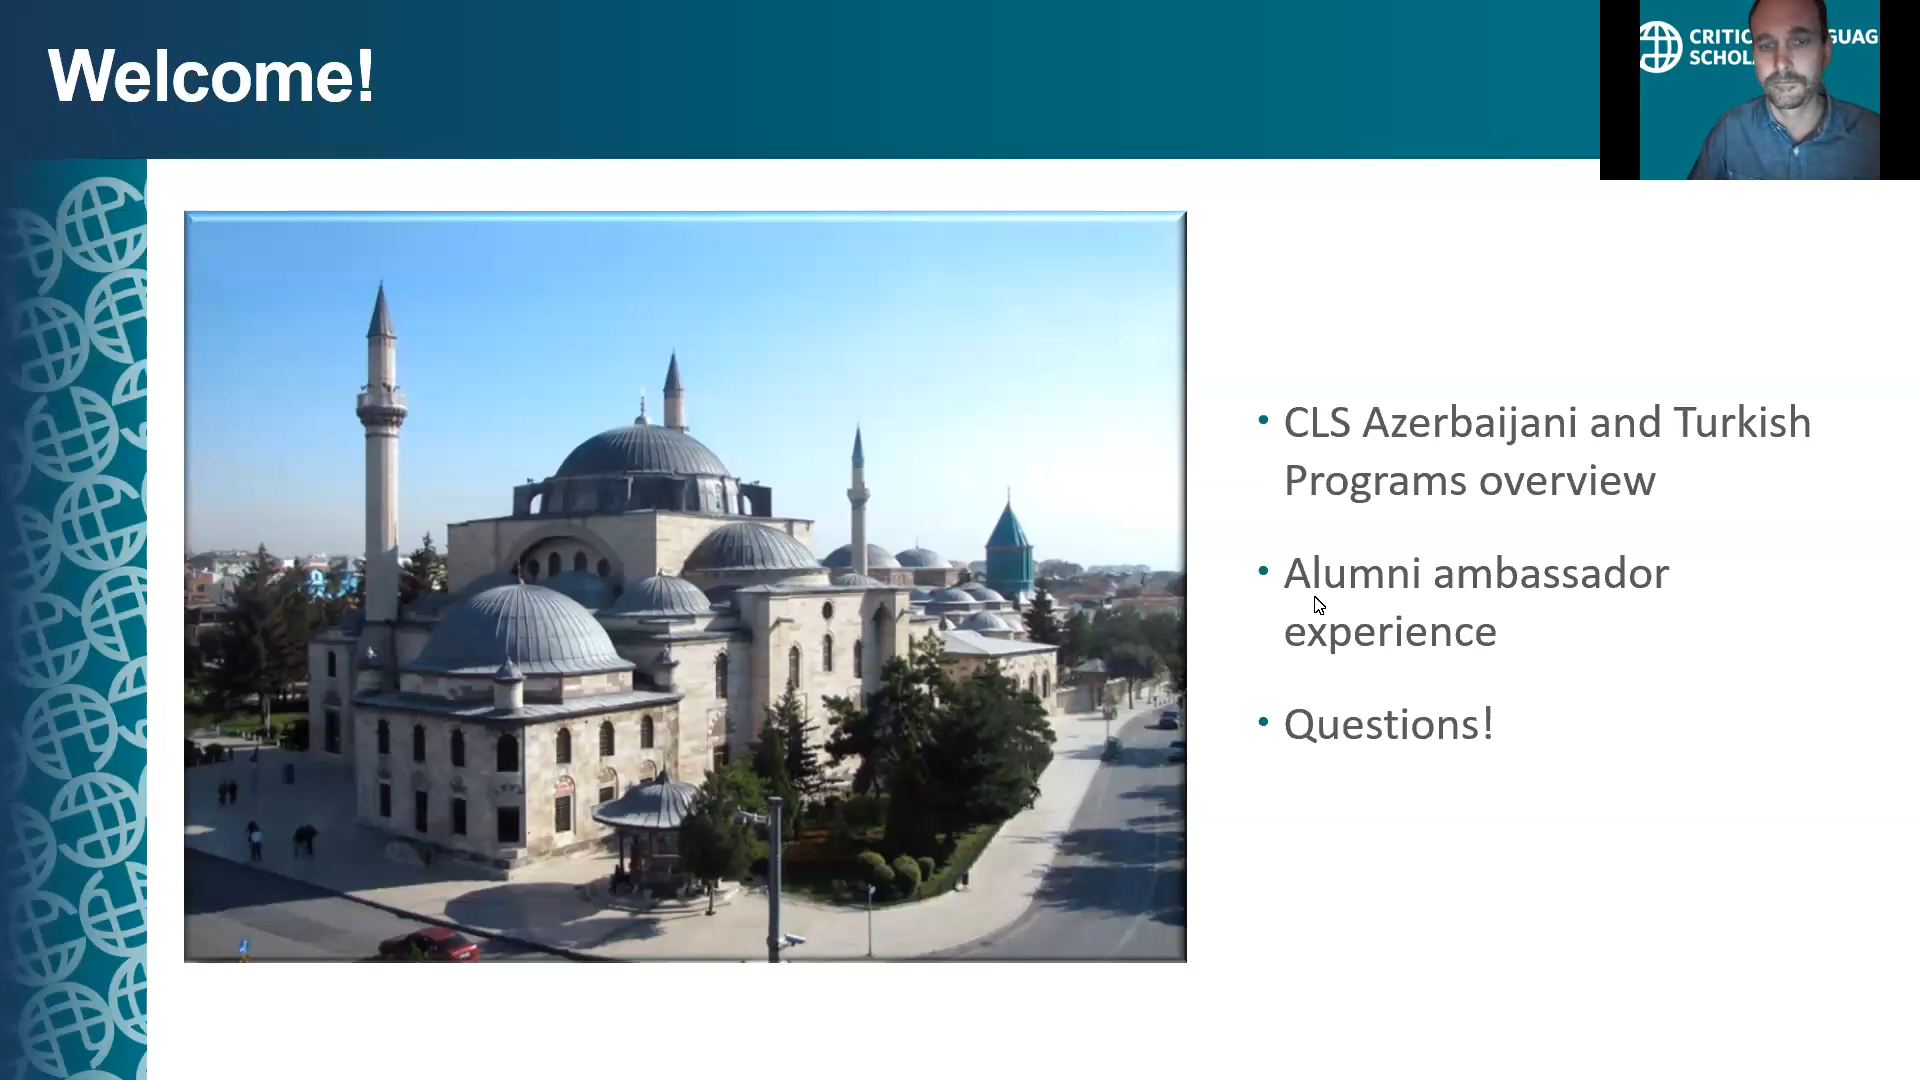 Welcome!
CLS Azerbaijani and Turkish
Programs overview
Alumni ambassador
experience
Questions!